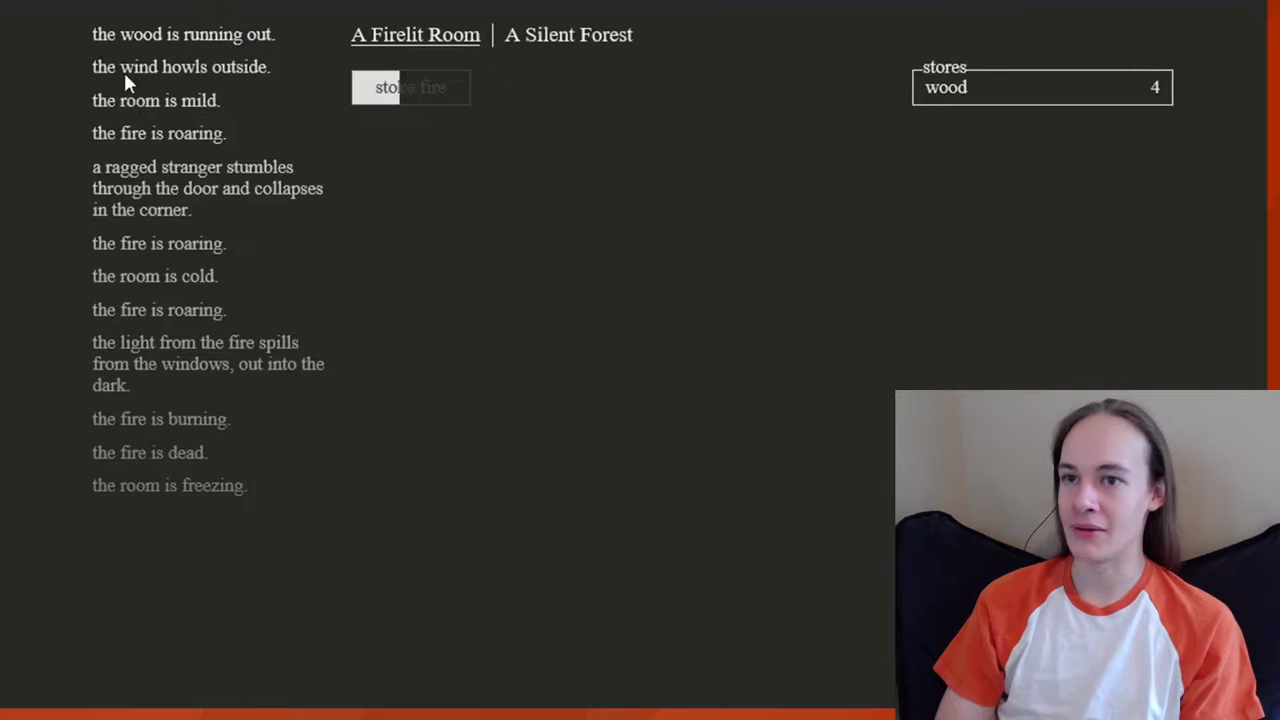 the wood is running out.
the wind howls outside.
the room is mild.
the fire is roaring.
a ragged stranger stumbles
through the door and collapses
in the corner.
the fire is roaring.
the room is cold.
the fire is roaring.
the light from the fire spills
from the windows, out into the
dark.
the fire is burning.
the fire is dead.
the room is freezing.
A Firelit Room | A Silent Forest
stoke fire
stores
wood 4